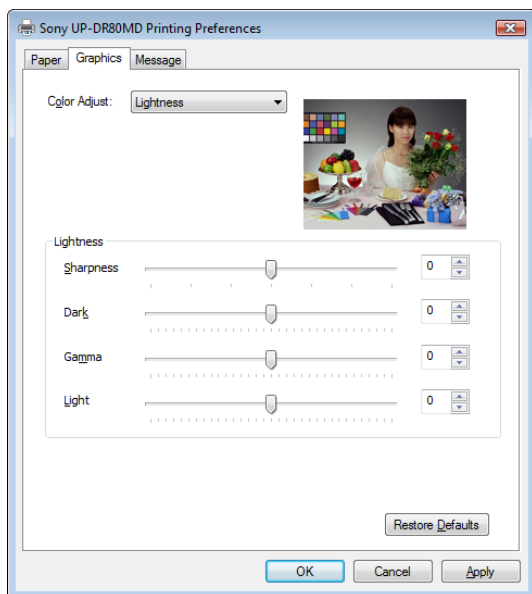 Sony UP-DR80MD Printing Preferences
Paper Graphics Message
Color Adjust: Lightness
Lightness
Sharpness 0
Dark 0
Gamma 0
Light 0
Restore Defaults
OK Cancel Apply